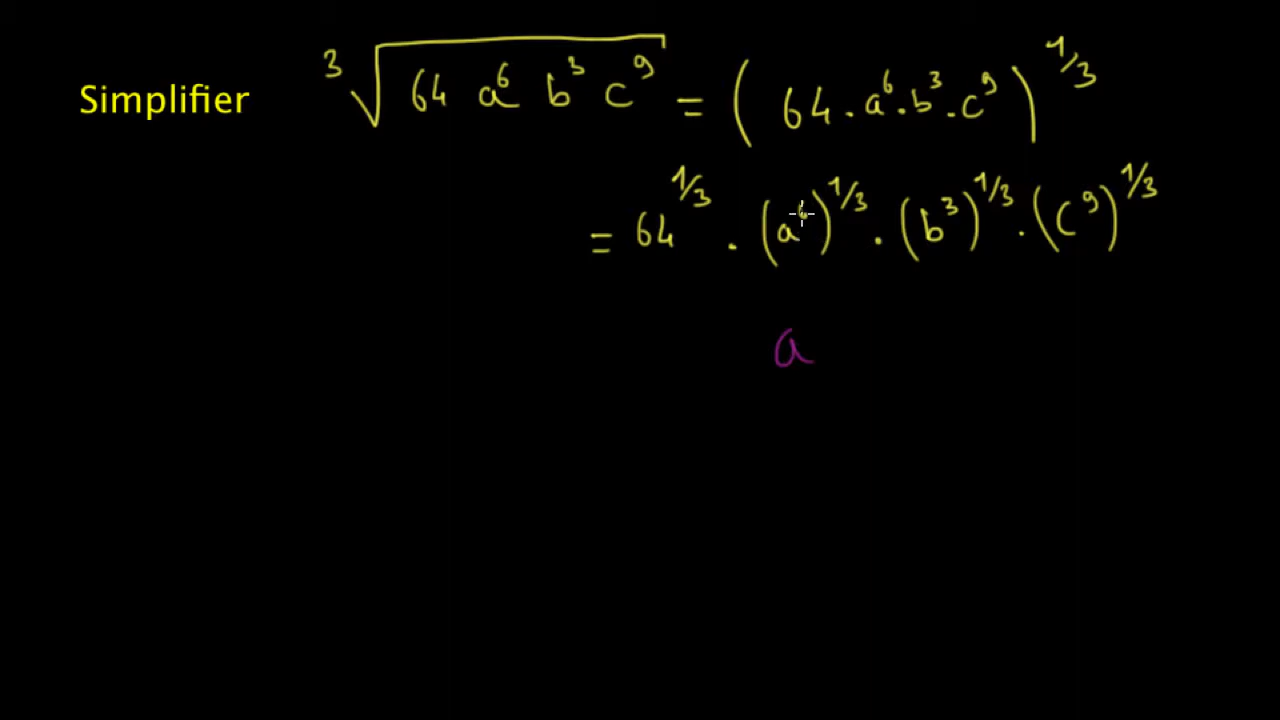 Simplifier ∛(64 a⁶ b³ c⁹) = (64 · a⁶ · b³ · c⁹)^1/3
= 64^1/3 · (a⁶)^1/3 · (b³)^1/3 · (c⁹)^1/3
a